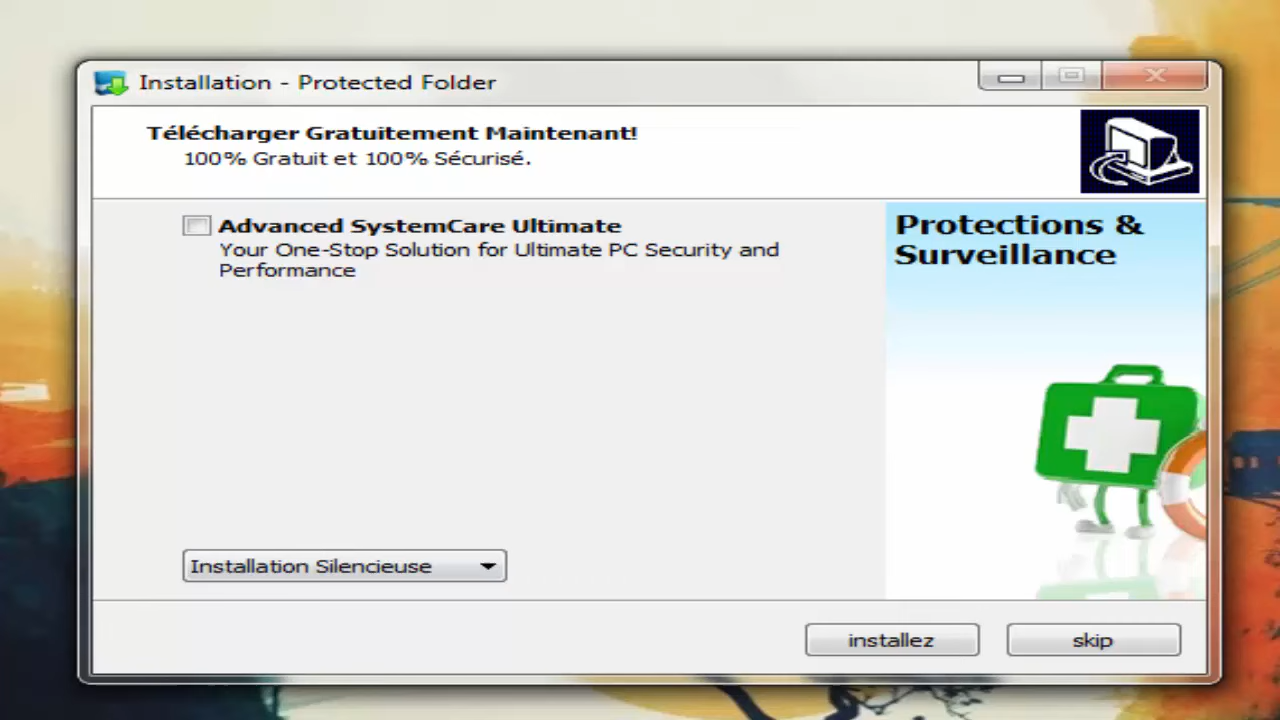 Installation - Protected Folder
Télécharger Gratuitement Maintenant!
100% Gratuit et 100% Sécurisé.
Advanced SystemCare Ultimate
Your One-Stop Solution for Ultimate PC Security and
Performance
Protections &
Surveillance
Installation Silencieuse
installez
skip